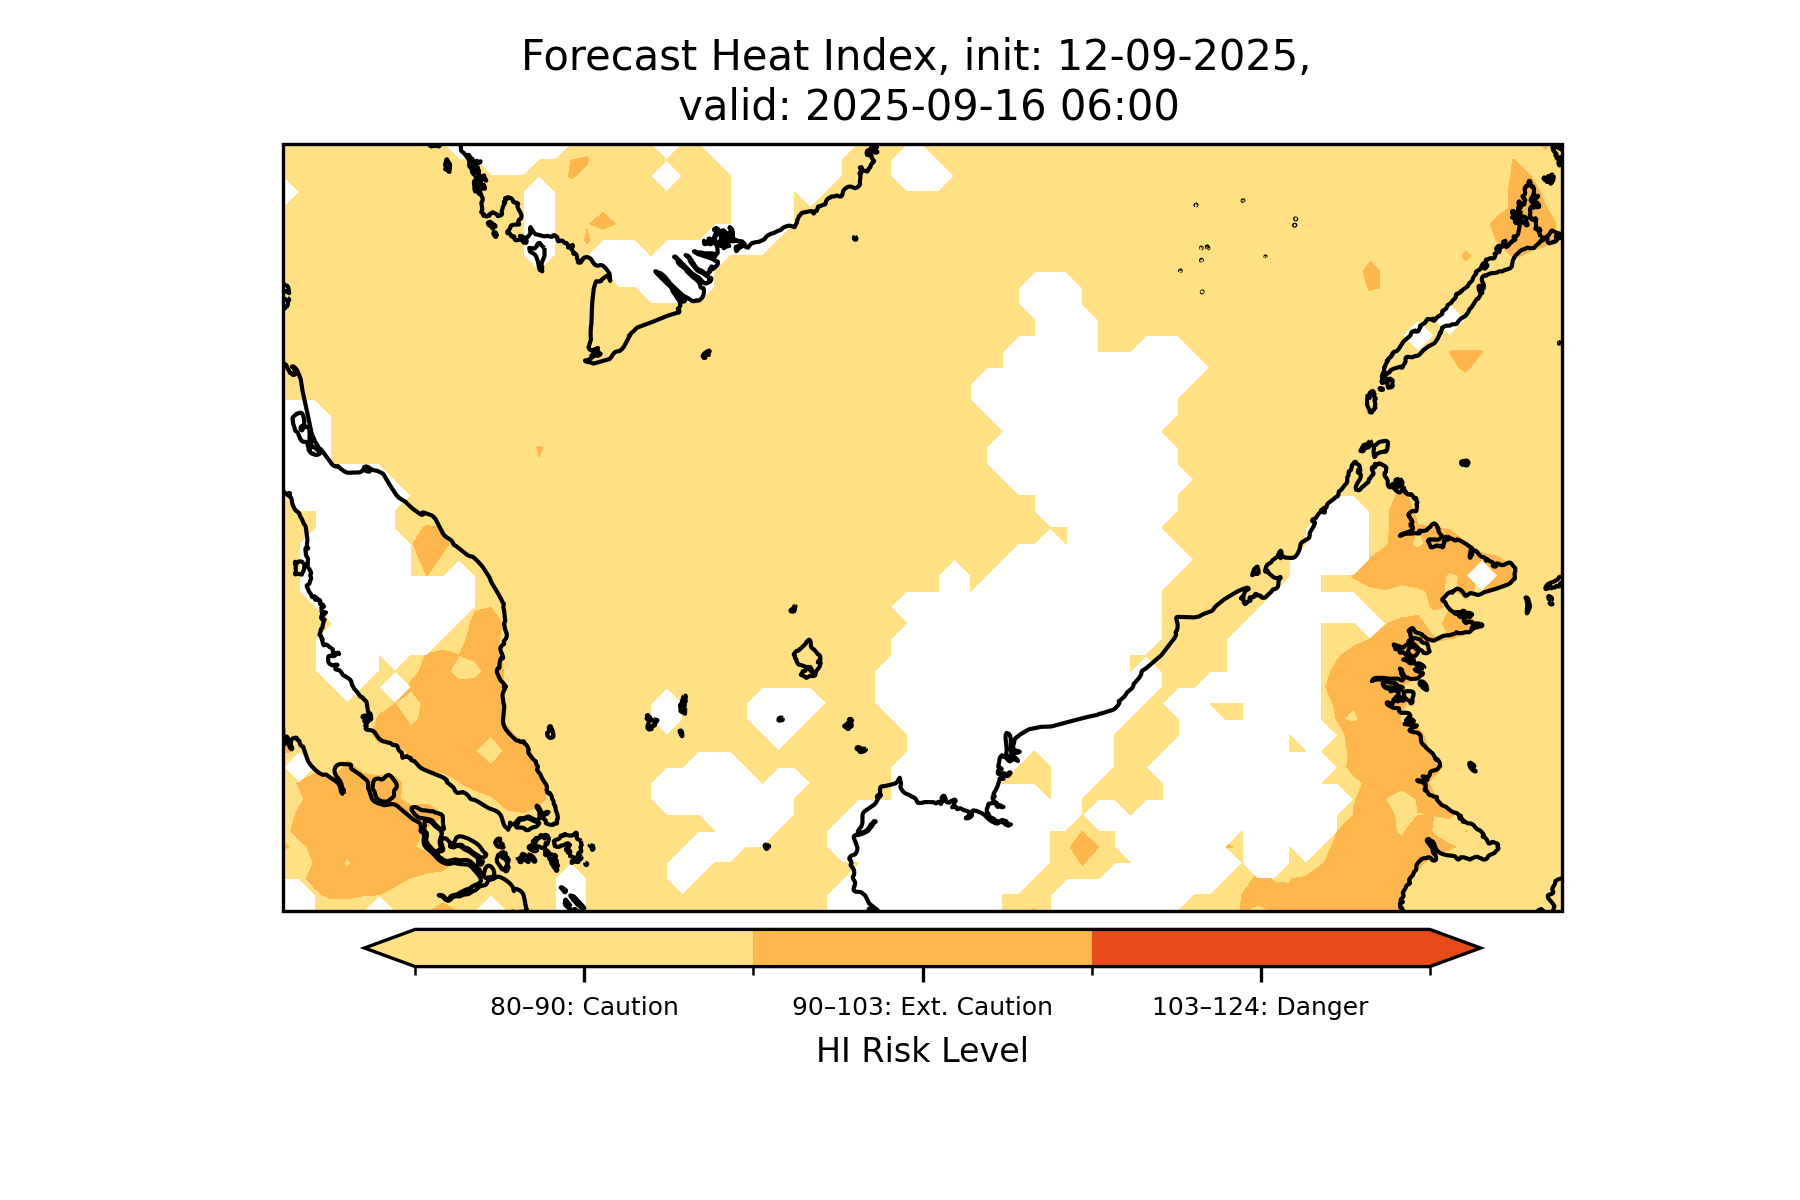 Forecast Heat Index, init: 12-09-2025,
valid: 2025-09-16 06:00
80–90: Caution
90–103: Ext. Caution
103–124: Danger
HI Risk Level